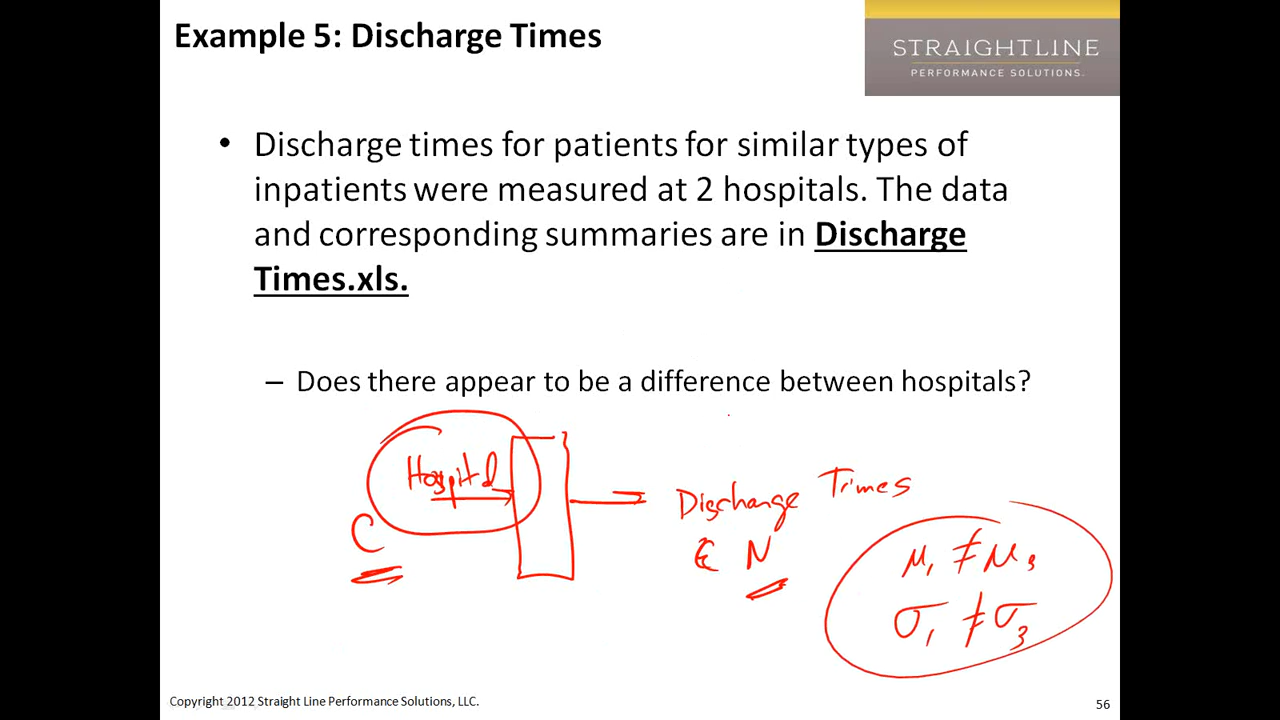 Example 5: Discharge Times
STRAIGHTLINE
PERFORMANCE SOLUTIONS.
• Discharge times for patients for similar types of
inpatients were measured at 2 hospitals. The data
and corresponding summaries are in Discharge
Times.xls.
– Does there appear to be a difference between hospitals?
Hospital
Discharge Times
C
N
μ₁ ≠ μ₃
σ₁ ≠ σ₃
Copyright 2012 Straight Line Performance Solutions, LLC.
56